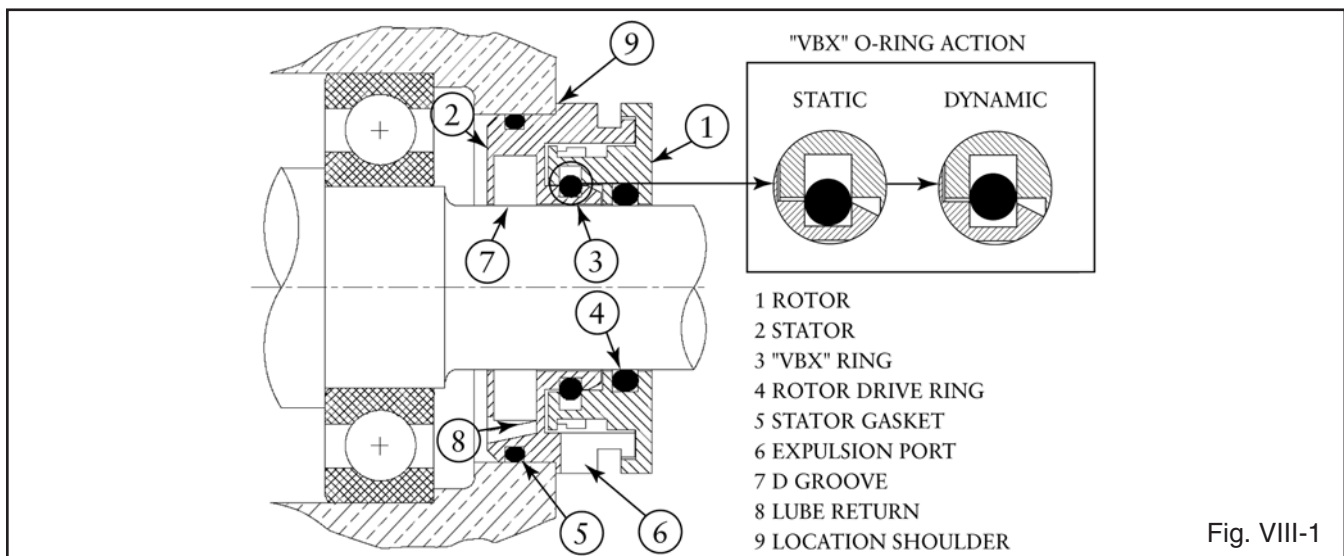 "VBX" O-RING ACTION
STATIC DYNAMIC
9
2
1
7
3
4
8
5
6
1 ROTOR
2 STATOR
3 "VBX" RING
4 ROTOR DRIVE RING
5 STATOR GASKET
6 EXPULSION PORT
7 D GROOVE
8 LUBE RETURN
9 LOCATION SHOULDER
Fig. VIII-1